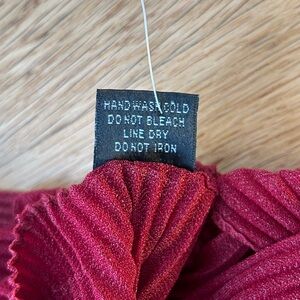 HAND WASH COLD
DO NOT BLEACH
LINE DRY
DO NOT IRON